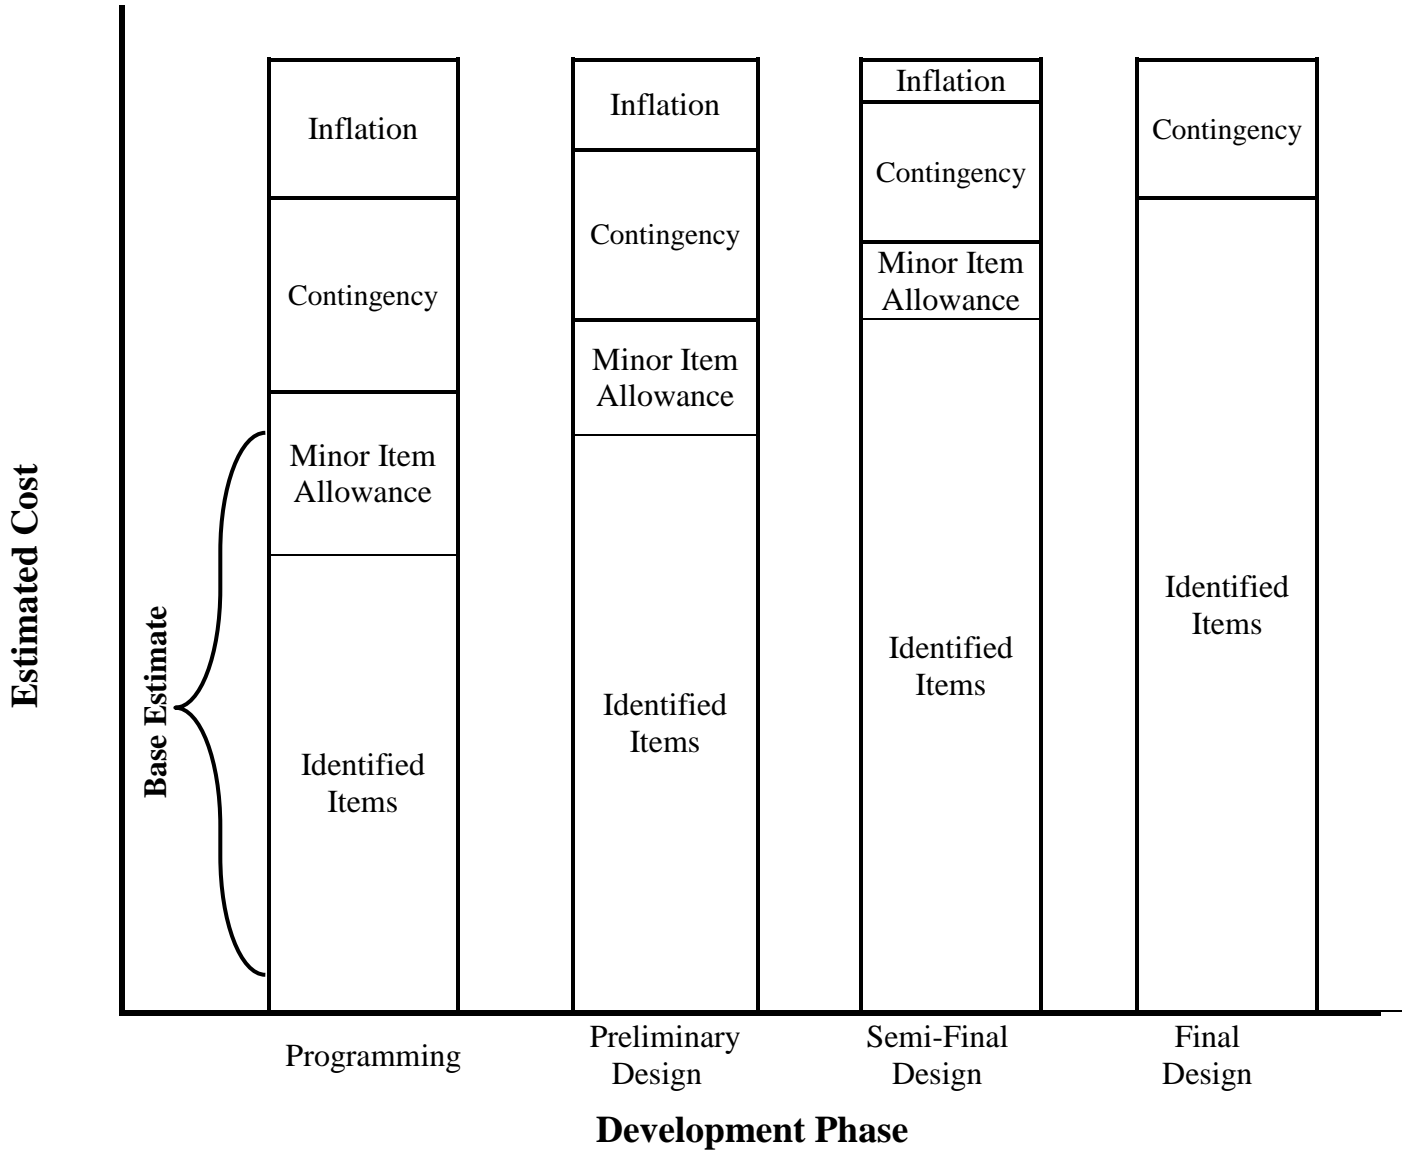 Estimated Cost
Base Estimate
Inflation
Contingency
Minor Item
Allowance
Identified
Items
Inflation
Contingency
Minor Item
Allowance
Identified
Items
Inflation
Contingency
Minor Item
Allowance
Identified
Items
Contingency
Identified
Items
Programming
Preliminary
Design
Semi-Final
Design
Final
Design
Development Phase